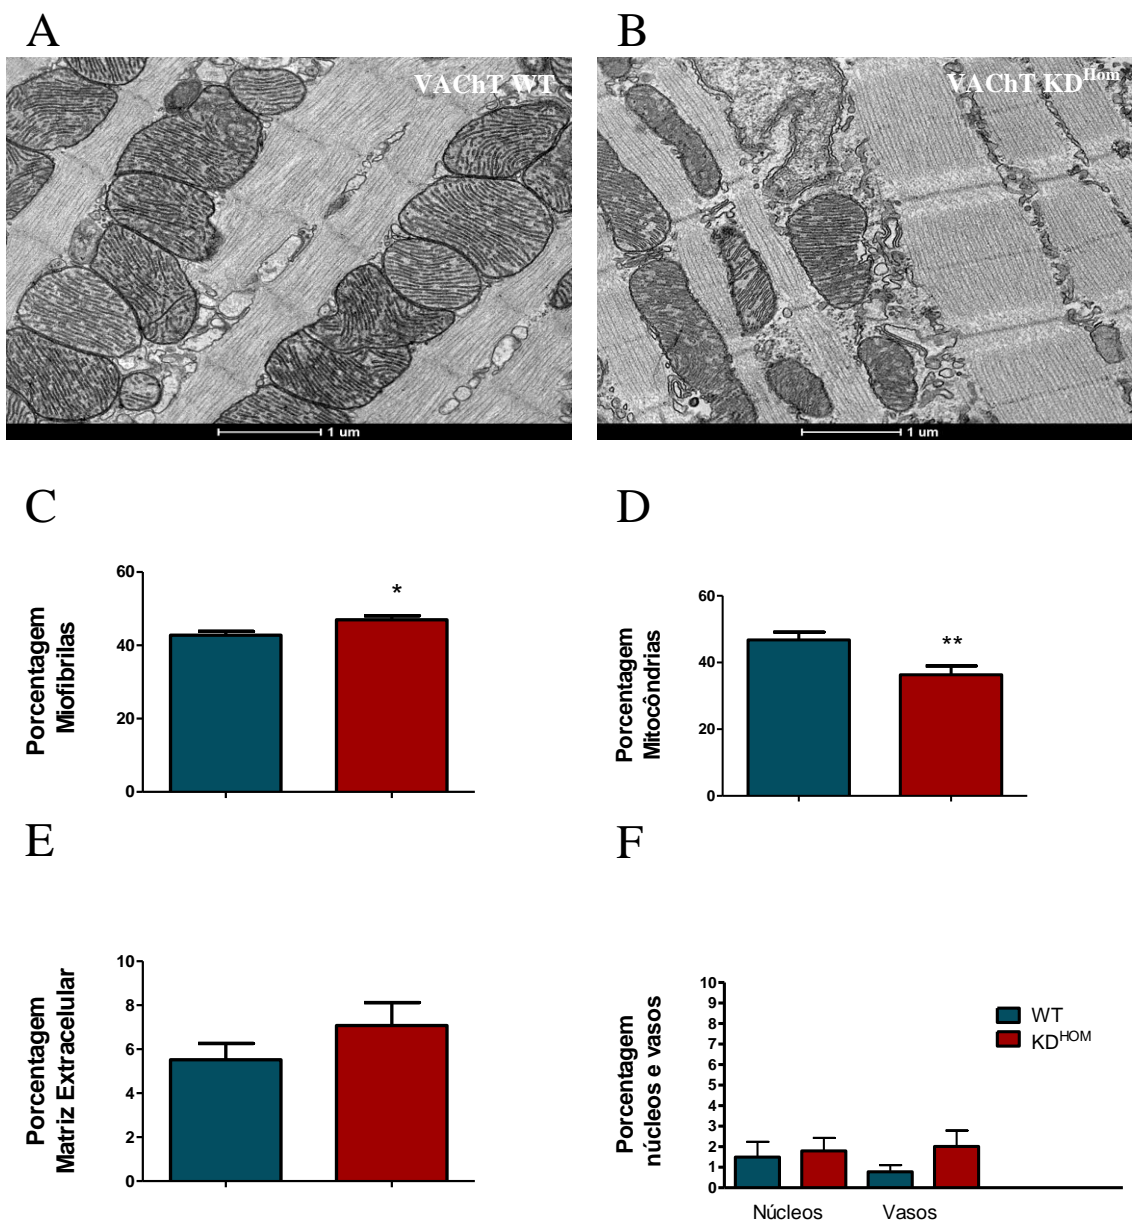 A
B
VAChT WT
VAChT KD^Hom
1 um
1 um
C
D
Porcentagem
Miofibrilas
60
40
20
0
*
Porcentagem
Mitocôndrias
60
40
20
0
**
E
F
Porcentagem
Matriz Extracelular
10
8
6
4
2
0
Porcentagem
núcleos e vasos
10
9
8
7
6
5
4
3
2
1
0
WT
KD^HOM
Núcleos
Vasos